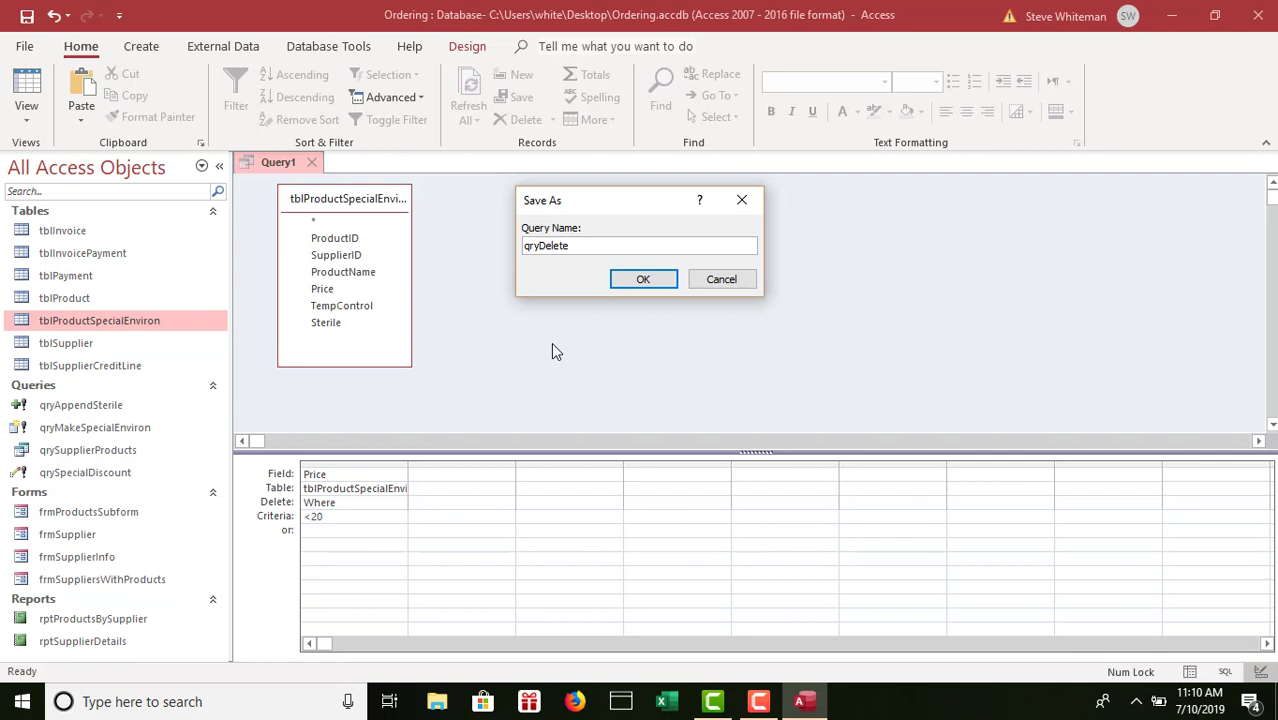 Ordering : Database- C:\Users\white\Desktop\Ordering.accdb (Access 2007 - 2016 file format) - Access
Steve Whiteman SW
File Home Create External Data Database Tools Help Design Tell me what you want to do
View
Views
Paste
Cut
Copy
Format Painter
Clipboard
Filter
Ascending
Descending
Remove Sort
Selection
Advanced
Toggle Filter
Sort & Filter
Refresh
All
New
Save
Delete
Totals
Spelling
More
Records
Find
Replace
Go To
Select
Find
B I U A
Text Formatting
All Access Objects
Search...
Tables
tblInvoice
tblInvoicePayment
tblPayment
tblProduct
tblProductSpecialEnviron
tblSupplier
tblSupplierCreditLine
Queries
qryAppendSterile
qryMakeSpecialEnviron
qrySupplierProducts
qrySpecialDiscount
Forms
frmProductsSubform
frmSupplier
frmSupplierInfo
frmSuppliersWithProducts
Reports
rptProductsBySupplier
rptSupplierDetails
Query1
tblProductSpecialEnvi...
*
ProductID
SupplierID
ProductName
Price
TempControl
Sterile
Save As ?
Query Name:
qryDelete
OK Cancel
Field: Price
Table: tblProductSpecialEnvi
Delete: Where
Criteria: <20
or:
Ready
Num Lock
SQL
Type here to search
11:10 AM
7/10/2019
4